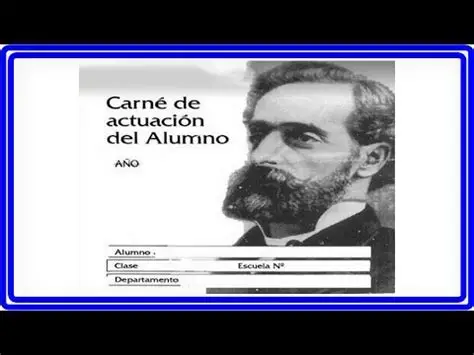 Carné de
actuación
del Alumno
AÑO
Alumno .
Clase Escuela Nº
Departamento